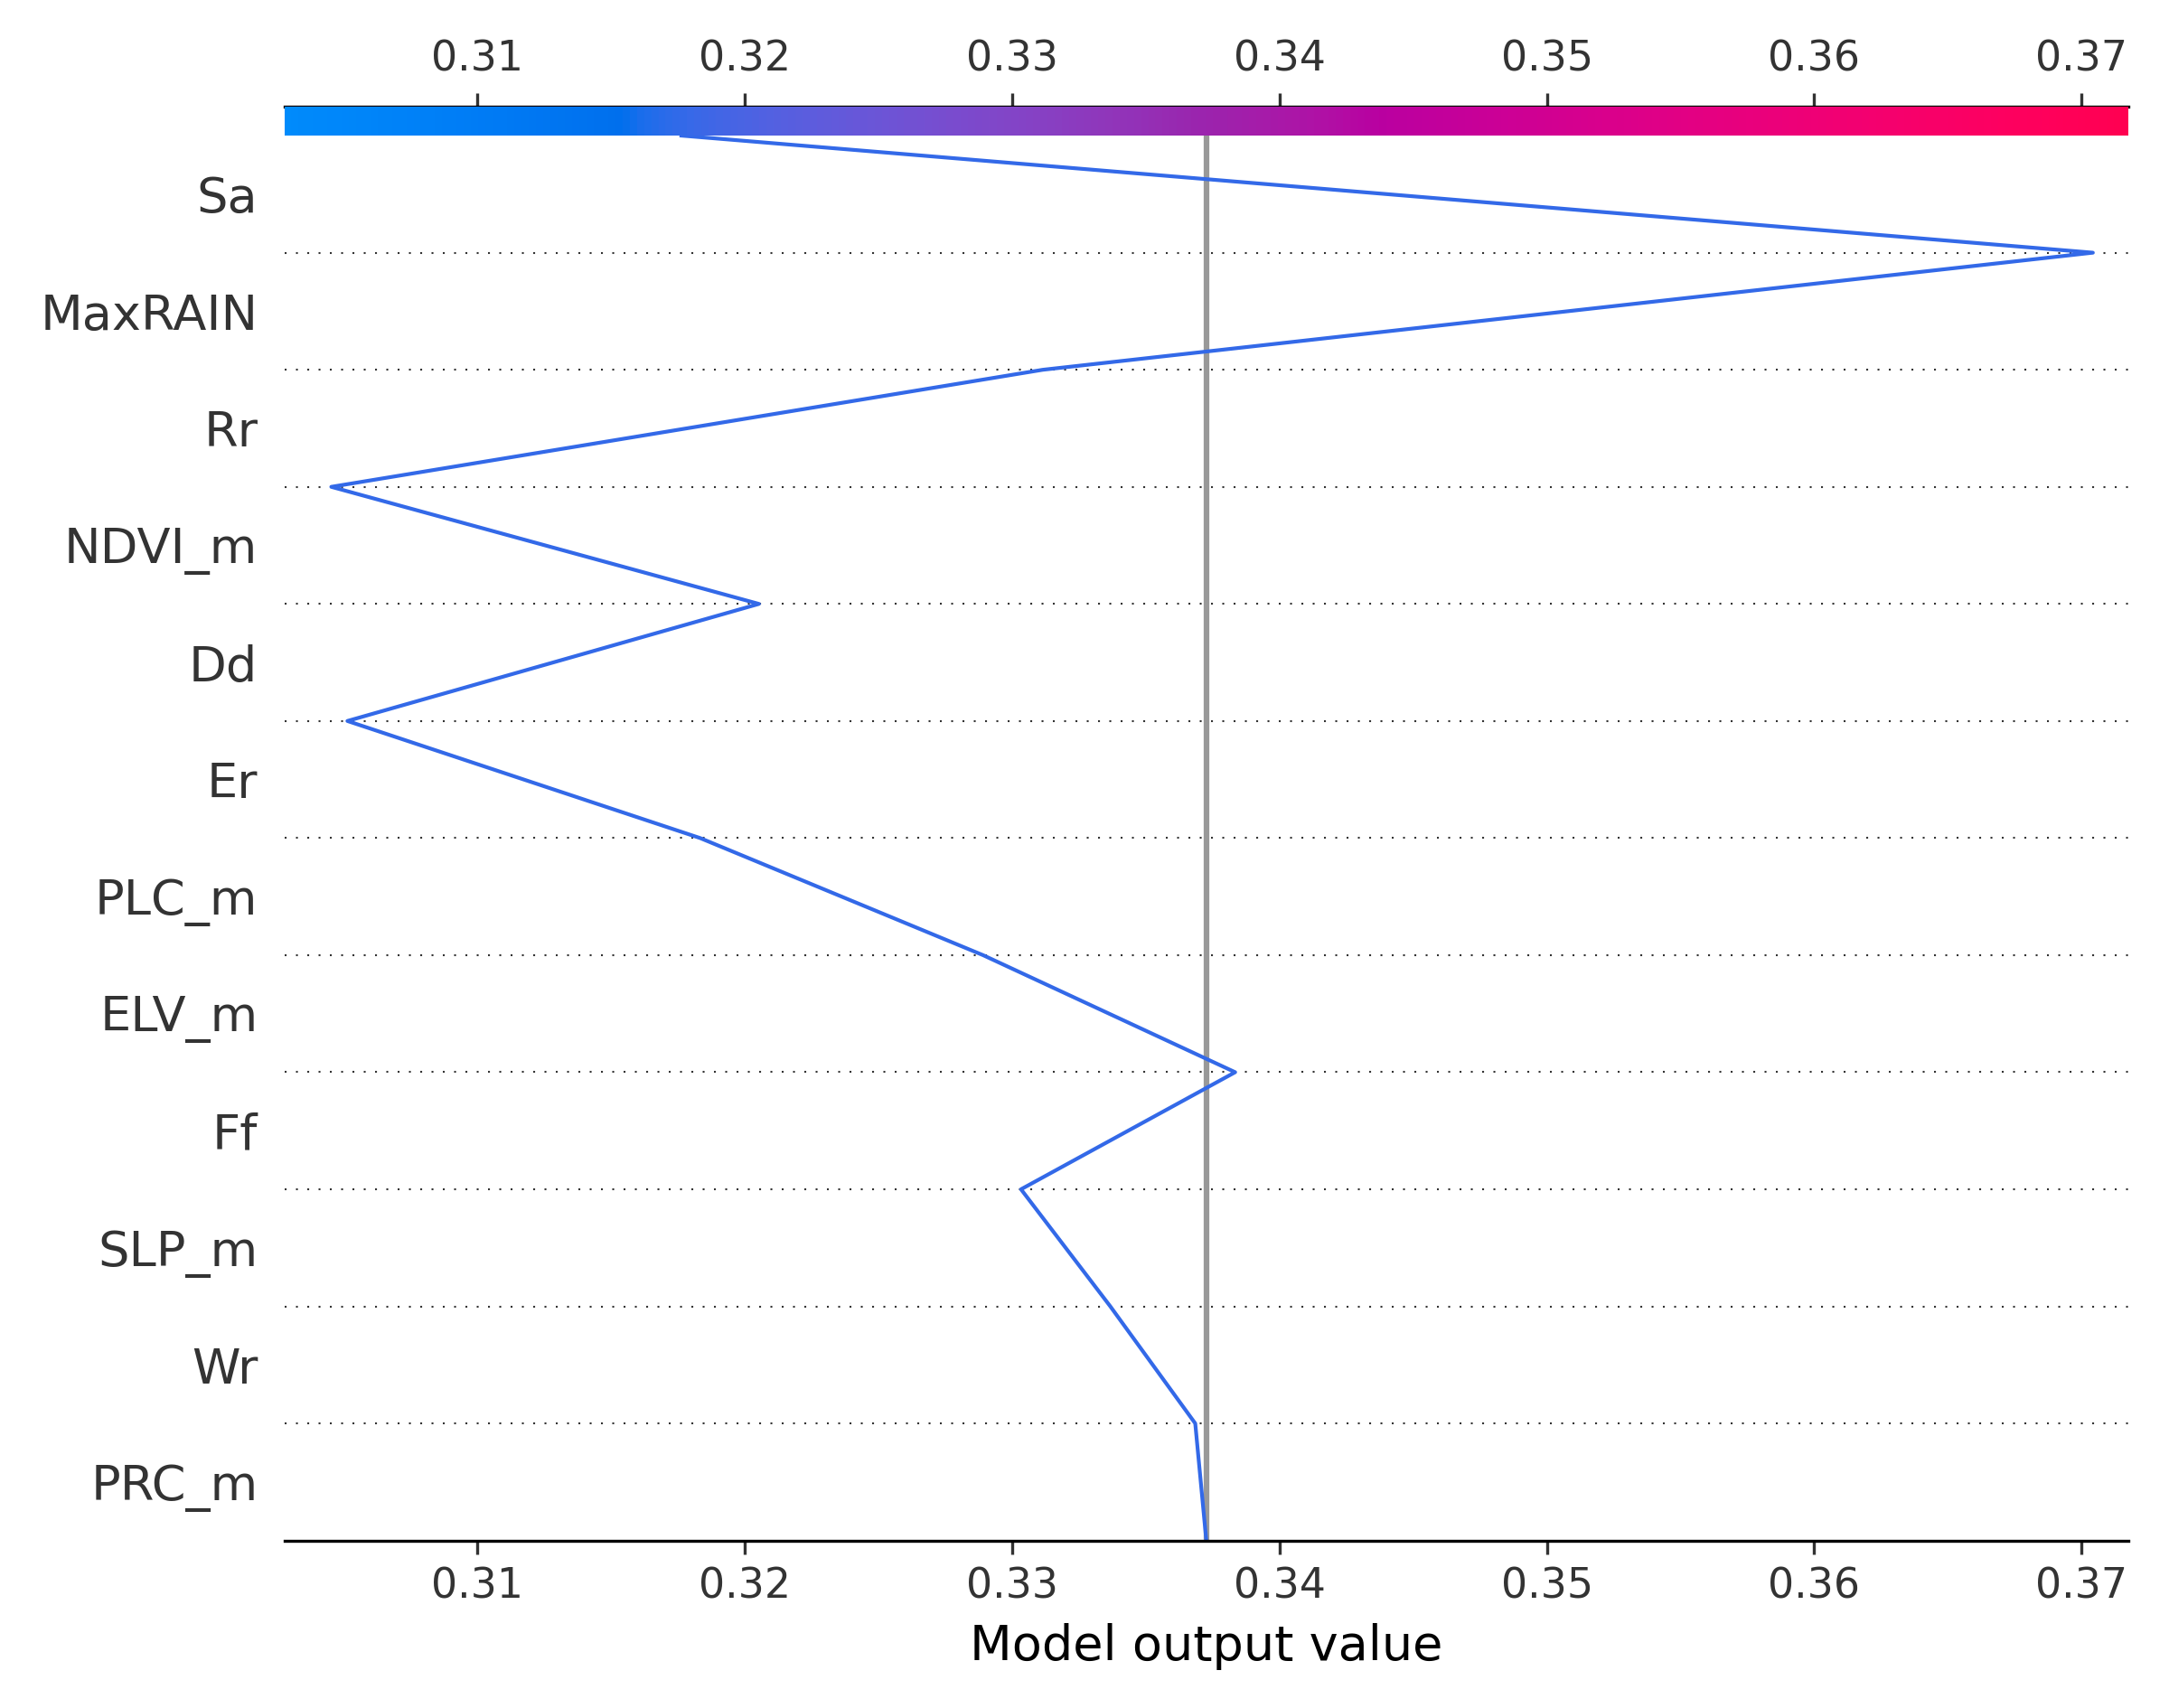 0.31 0.32 0.33 0.34 0.35 0.36 0.37
Sa
MaxRAIN
Rr
NDVI_m
Dd
Er
PLC_m
ELV_m
Ff
SLP_m
Wr
PRC_m
0.31 0.32 0.33 0.34 0.35 0.36 0.37
Model output value